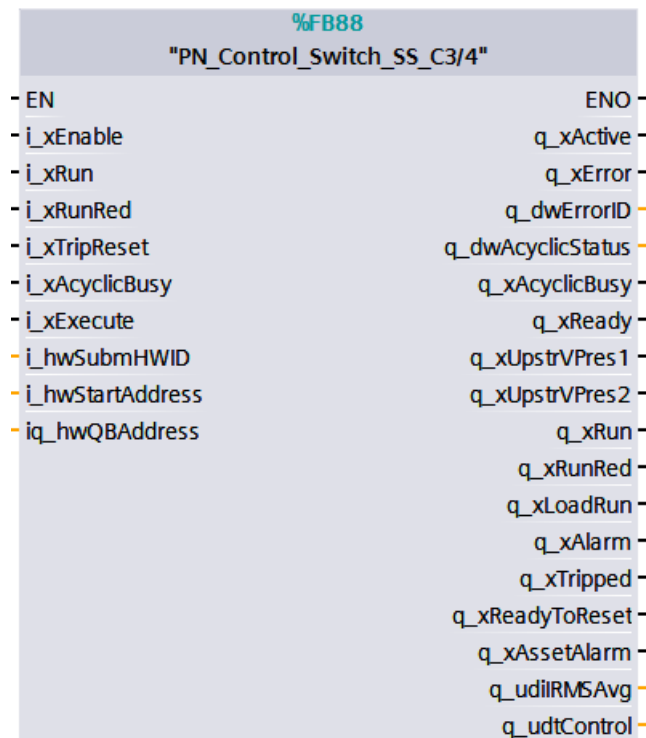 %FB88
"PN_Control_Switch_SS_C3/4"
EN ENO
i_xEnable q_xActive
i_xRun q_xError
i_xRunRed q_dwErrorID
i_xTripReset q_dwAcyclicStatus
i_xAcyclicBusy q_xAcyclicBusy
i_xExecute q_xReady
i_hwSubmHWID q_xUpstrVPres1
i_hwStartAddress q_xUpstrVPres2
iq_hwQBAddress q_xRun
q_xRunRed
q_xLoadRun
q_xAlarm
q_xTripped
q_xReadyToReset
q_xAssetAlarm
q_udiIRMSAvg
q_udtControl